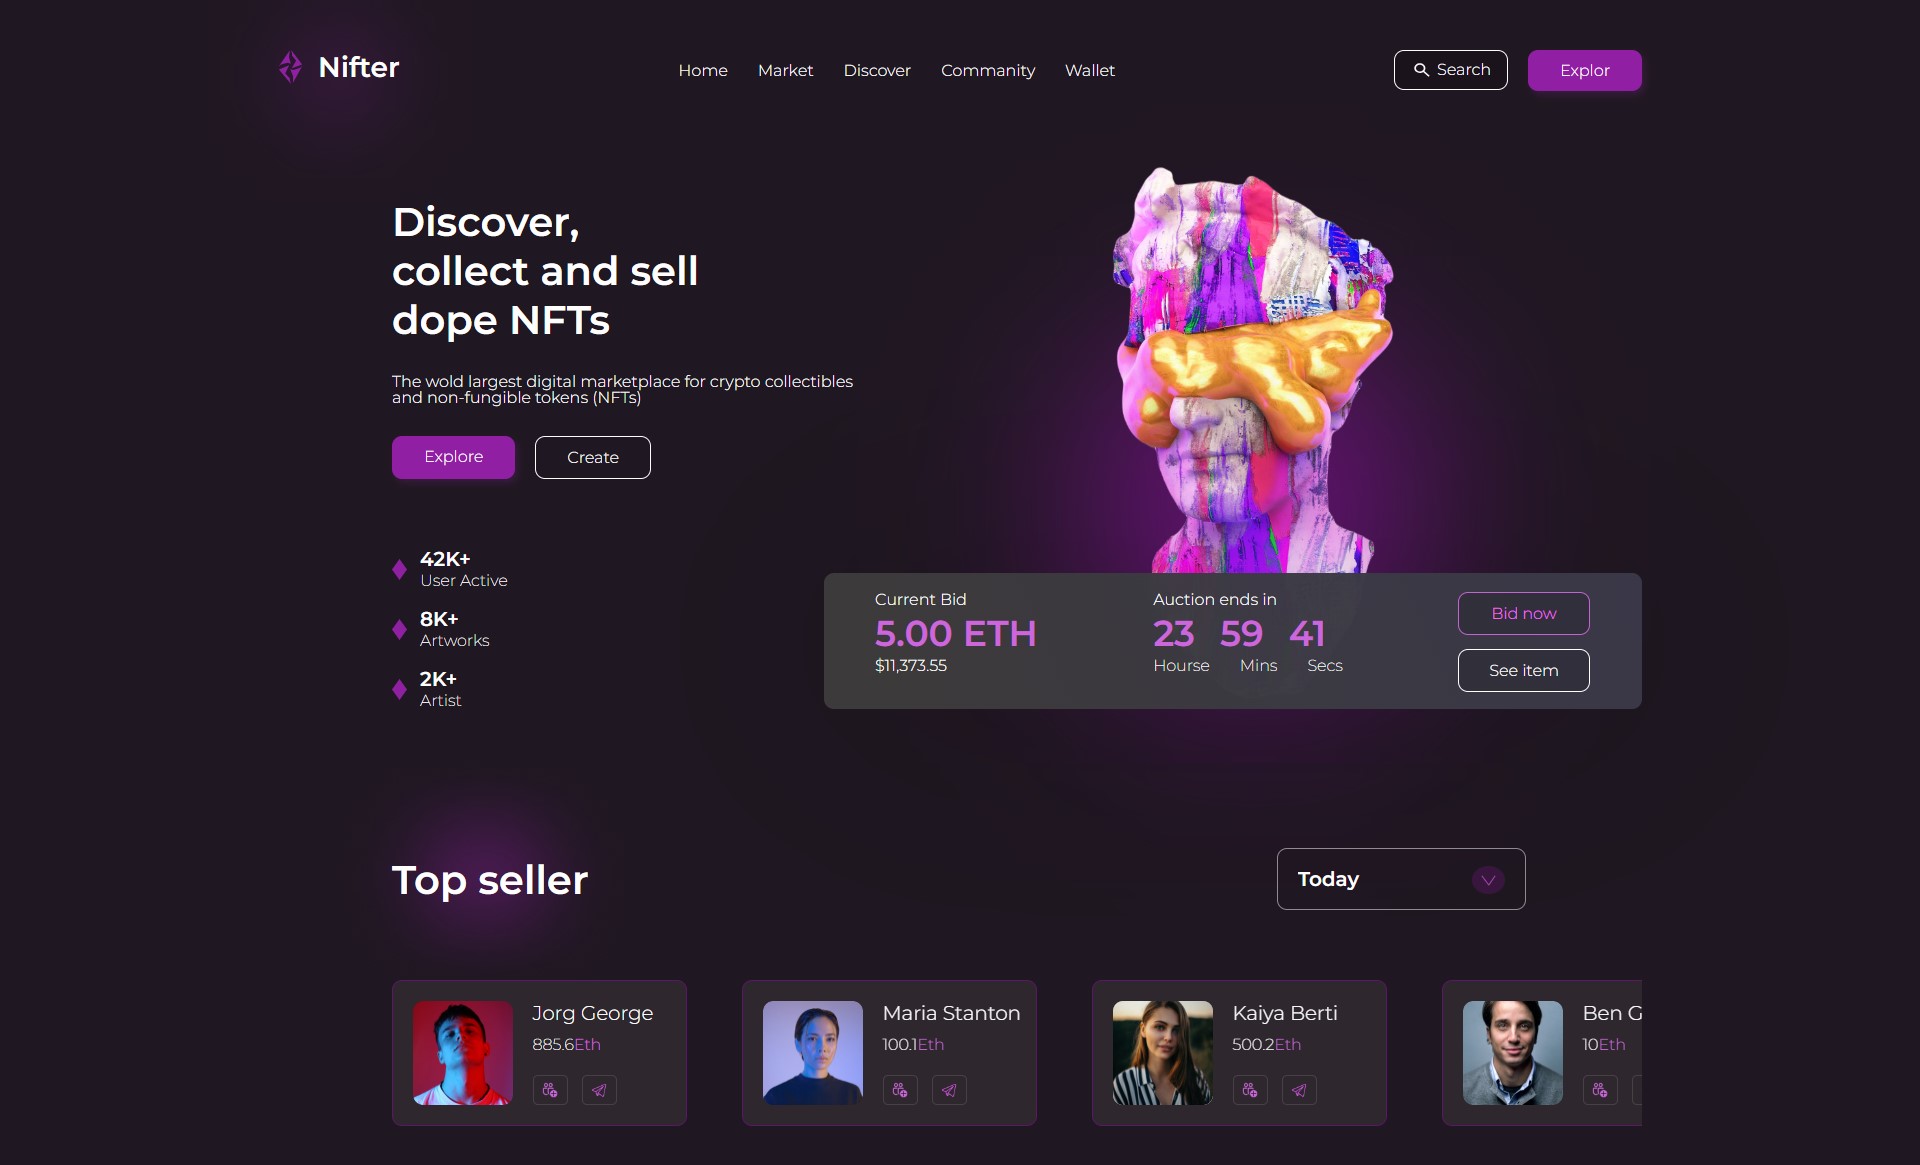 Nifter
Home Market Discover Commanity Wallet
Search
Explor
Discover,
collect and sell
dope NFTs
The wold largest digital marketplace for crypto collectibles
and non-fungible tokens (NFTs)
Explore
Create
42K+
User Active
8K+
Artworks
2K+
Artist
Current Bid
5.00 ETH
$11,373.55
Auction ends in
23 59 41
Hourse Mins Secs
Bid now
See item
Top seller
Today
Jorg George
885.6Eth
Maria Stanton
100.1Eth
Kaiya Berti
500.2Eth
Ben G
10Eth